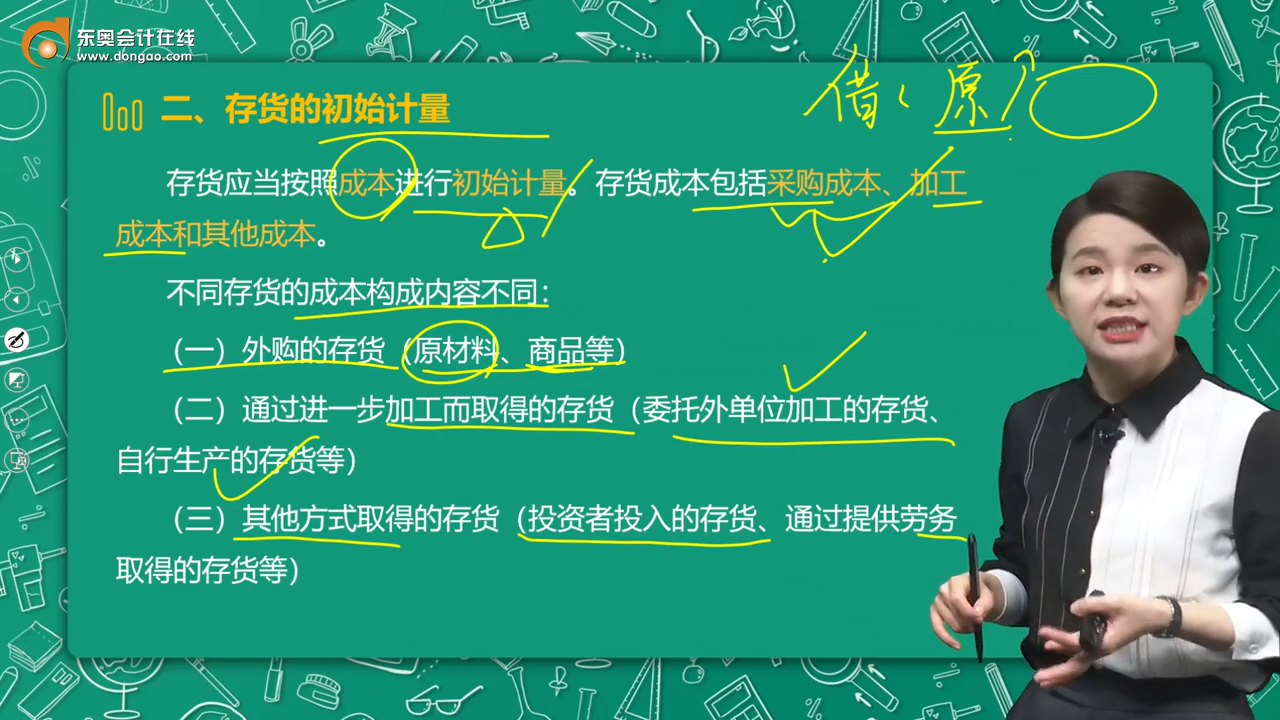 东奥会计在线
www.dongao.com
借：原
二、存货的初始计量
存货应当按照成本进行初始计量。存货成本包括采购成本、加工
成本和其他成本。
不同存货的成本构成内容不同：
（一）外购的存货（原材料、商品等）
（二）通过进一步加工而取得的存货（委托外单位加工的存货、
自行生产的存货等）
（三）其他方式取得的存货（投资者投入的存货、通过提供劳务
取得的存货等）